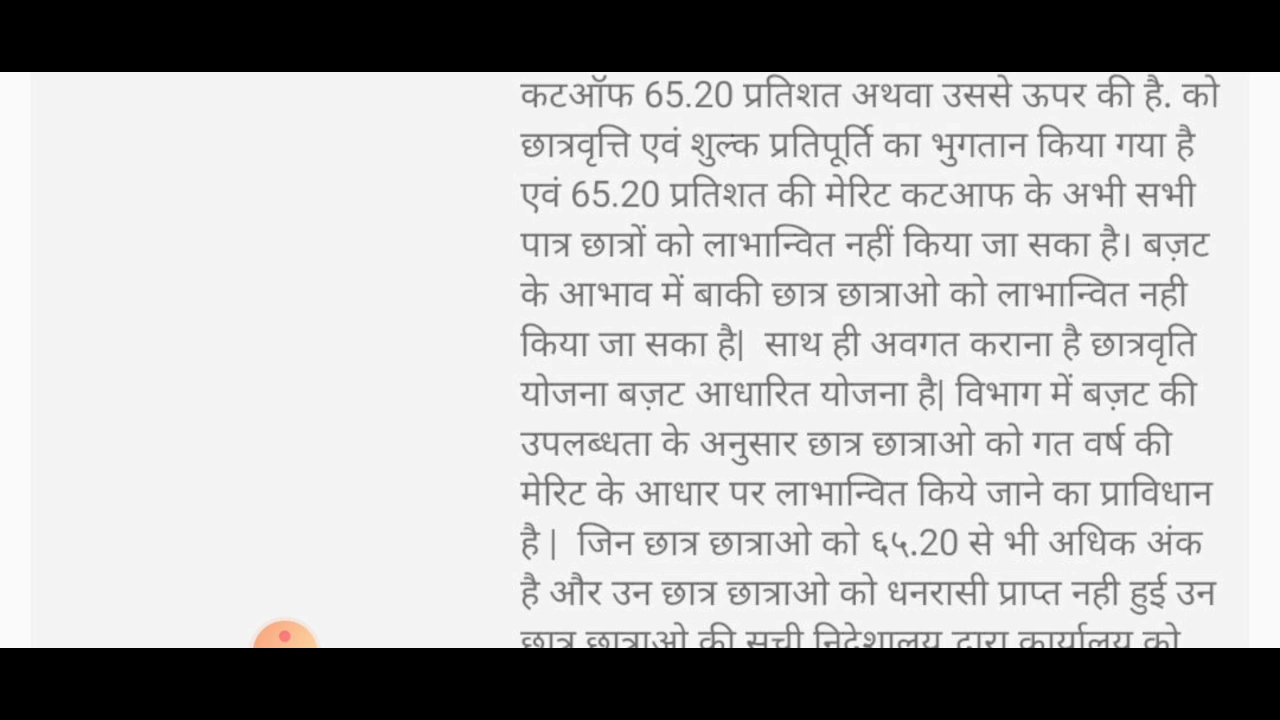 कटऑफ 65.20 प्रतिशत अथवा उससे ऊपर की है. को
छात्रवृत्ति एवं शुल्क प्रतिपूर्ति का भुगतान किया गया है
एवं 65.20 प्रतिशत की मेरिट कटआफ के अभी सभी
पात्र छात्रों को लाभान्वित नहीं किया जा सका है। बज़ट
के आभाव में बाकी छात्र छात्राओ को लाभान्वित नही
किया जा सका है| साथ ही अवगत कराना है छात्रवृति
योजना बज़ट आधारित योजना है| विभाग में बज़ट की
उपलब्धता के अनुसार छात्र छात्राओ को गत वर्ष की
मेरिट के आधार पर लाभान्वित किये जाने का प्राविधान
है | जिन छात्र छात्राओ को ६५.20 से भी अधिक अंक
है और उन छात्र छात्राओ को धनरासी प्राप्त नही हुई उन
छात्र छात्राओ की सूची निदेशालय द्वारा कार्यालय को